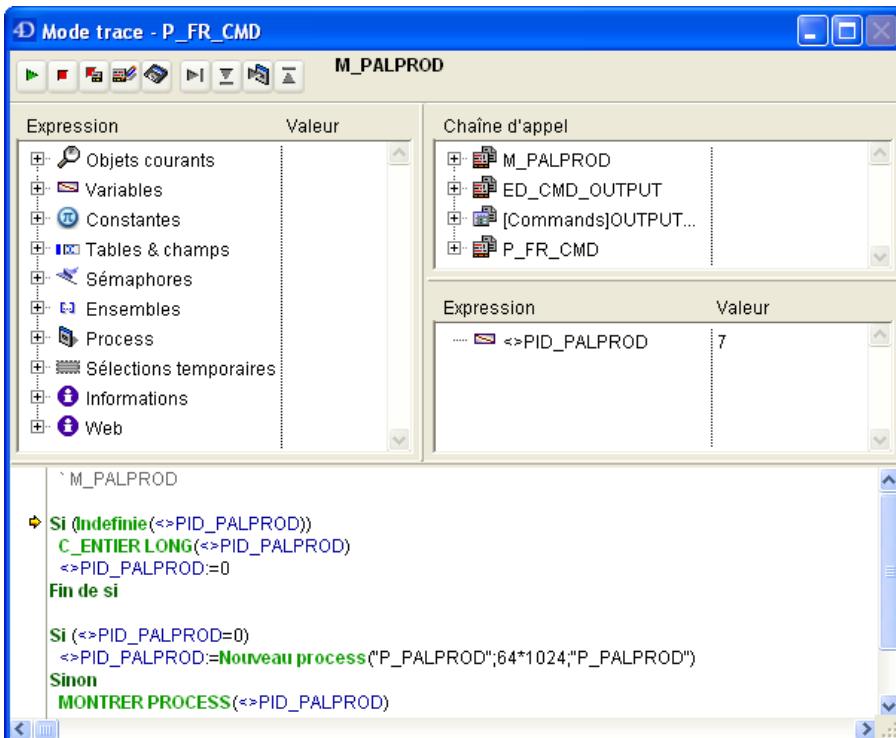 4D Mode trace - P_FR_CMD
M_PALPROD
Expression Valeur
Objets courants
Variables
Constantes
Tables & champs
Sémaphores
Ensembles
Process
Sélections temporaires
Informations
Web
Chaîne d'appel
M_PALPROD
ED_CMD_OUTPUT
[Commands]OUTPUT...
P_FR_CMD
Expression Valeur
<>PID_PALPROD 7
` M_PALPROD
Si (Indefinie(<>PID_PALPROD))
C_ENTIER LONG(<>PID_PALPROD)
<>PID_PALPROD:=0
Fin de si
Si (<>PID_PALPROD=0)
<>PID_PALPROD:=Nouveau process("P_PALPROD";64*1024;"P_PALPROD")
Sinon
MONTRER PROCESS(<>PID_PALPROD)